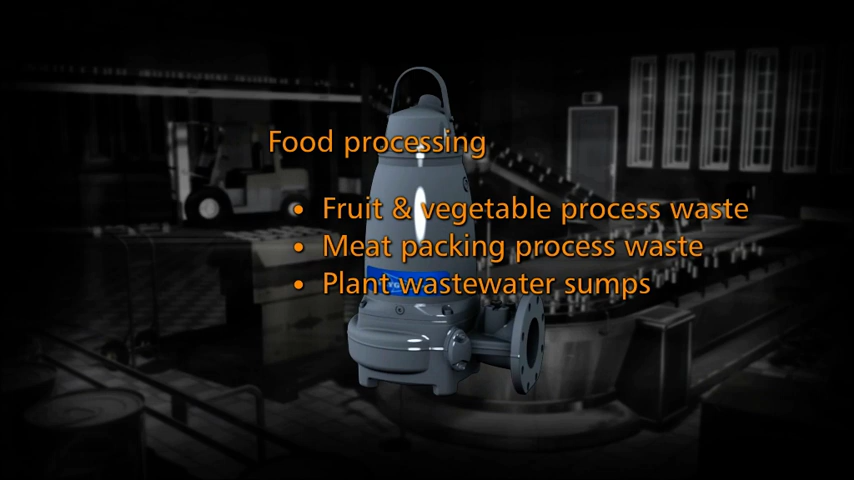 Food processing
• Fruit & vegetable process waste
• Meat packing process waste
• Plant wastewater sumps